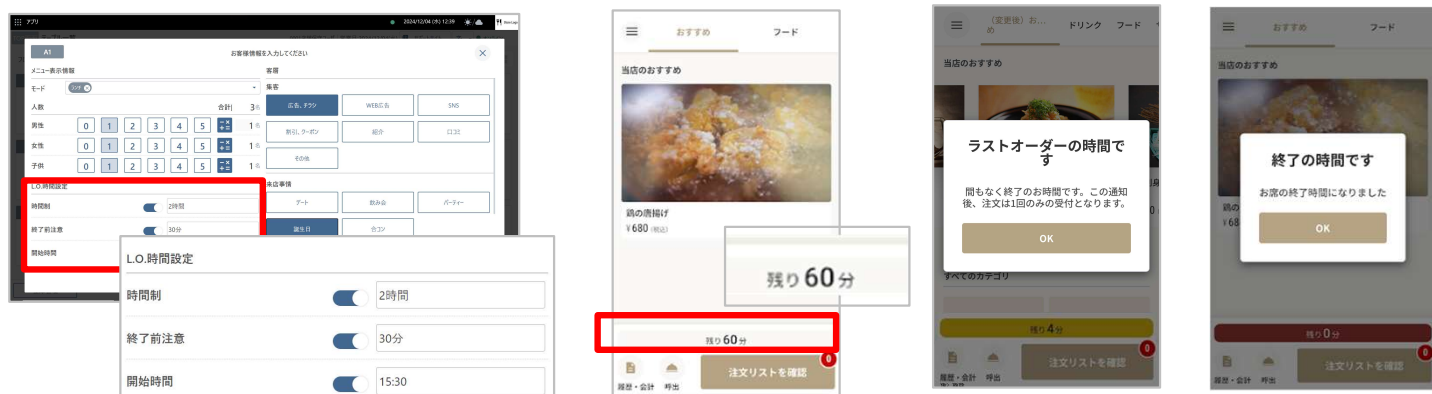 アプリ
2024/12/04 (水) 12:39
A1
お客様情報を入力してください
メニュー表示情報
モード
ランチ
人数
合計 3名
男性 0 1 2 3 4 5 1名
女性 0 1 2 3 4 5 1名
子供 0 1 2 3 4 5 1名
L.O.時間設定
時間制 2時間
終了前注意 30分
開始時間
客層
集客
広告、チラシ WEB広告 SNS
割引、クーポン 紹介 口コミ
その他
来店事情
デート 飲み会 パーティー
誕生日 合コン
L.O.時間設定
時間制 2時間
終了前注意 30分
開始時間 15:30
おすすめ フード
当店のおすすめ
鶏の唐揚げ
¥680 (税込)
残り60分
残り60分
0
履歴・会計 呼出 注文リストを確認
(変更後) お... ドリンク フード
め
当店のおすすめ
ラストオーダーの時間で
す
間もなく終了のお時間です。この通知
後、注文は1回のみの受付となります。
OK
すべてのカテゴリ
残り4分
0
履歴・会計 呼出 注文リストを確認
おすすめ フード
当店のおすすめ
終了の時間です
お席の終了時間になりました
OK
鶏の
¥68
残り0分
0
履歴・会計 呼出 注文リストを確認